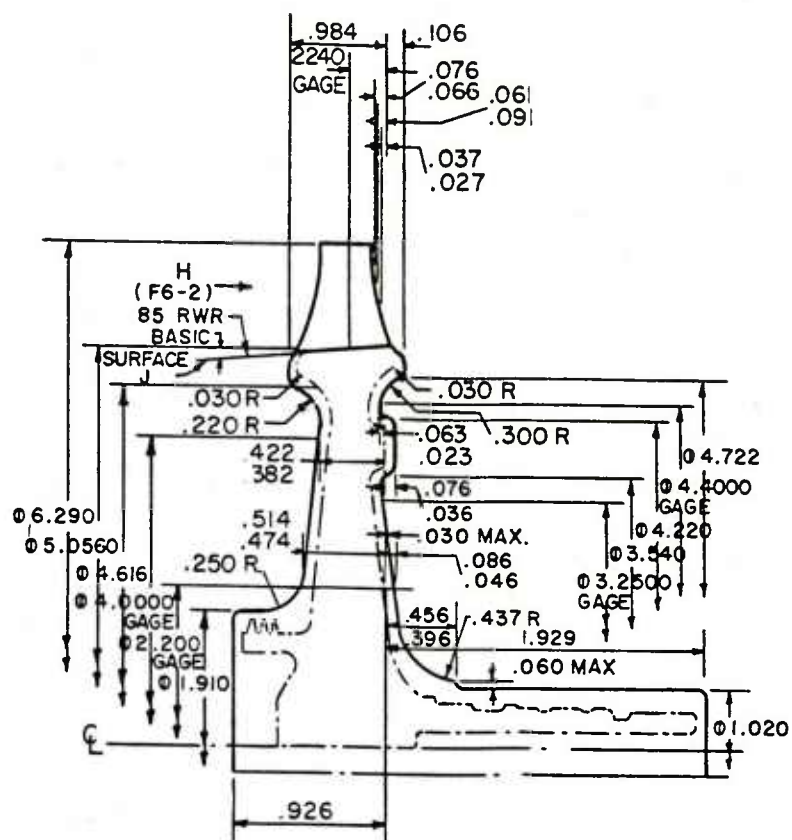 .984
.106
2240
GAGE
.076
.066
.061
.091
.037
.027
H
(F6-2)
85 RWR
BASIC
SURFACE
J
.030 R
.030 R
.220 R
.063
.300 R
.422
.023
.382
Φ 4.722
.076
Φ 4.4000
GAGE
.036
Φ 6.290
.514
.030 MAX.
Φ 4.220
Φ 5.0560
.474
.086
Φ 3.540
.250 R
.046
Φ 4.616
Φ 3.2500
GAGE
Φ 4.0000
GAGE
.456
.437 R
Φ 2.200
GAGE
.396
1.929
.060 MAX
Φ 1.910
Φ 1.020
℄
.926